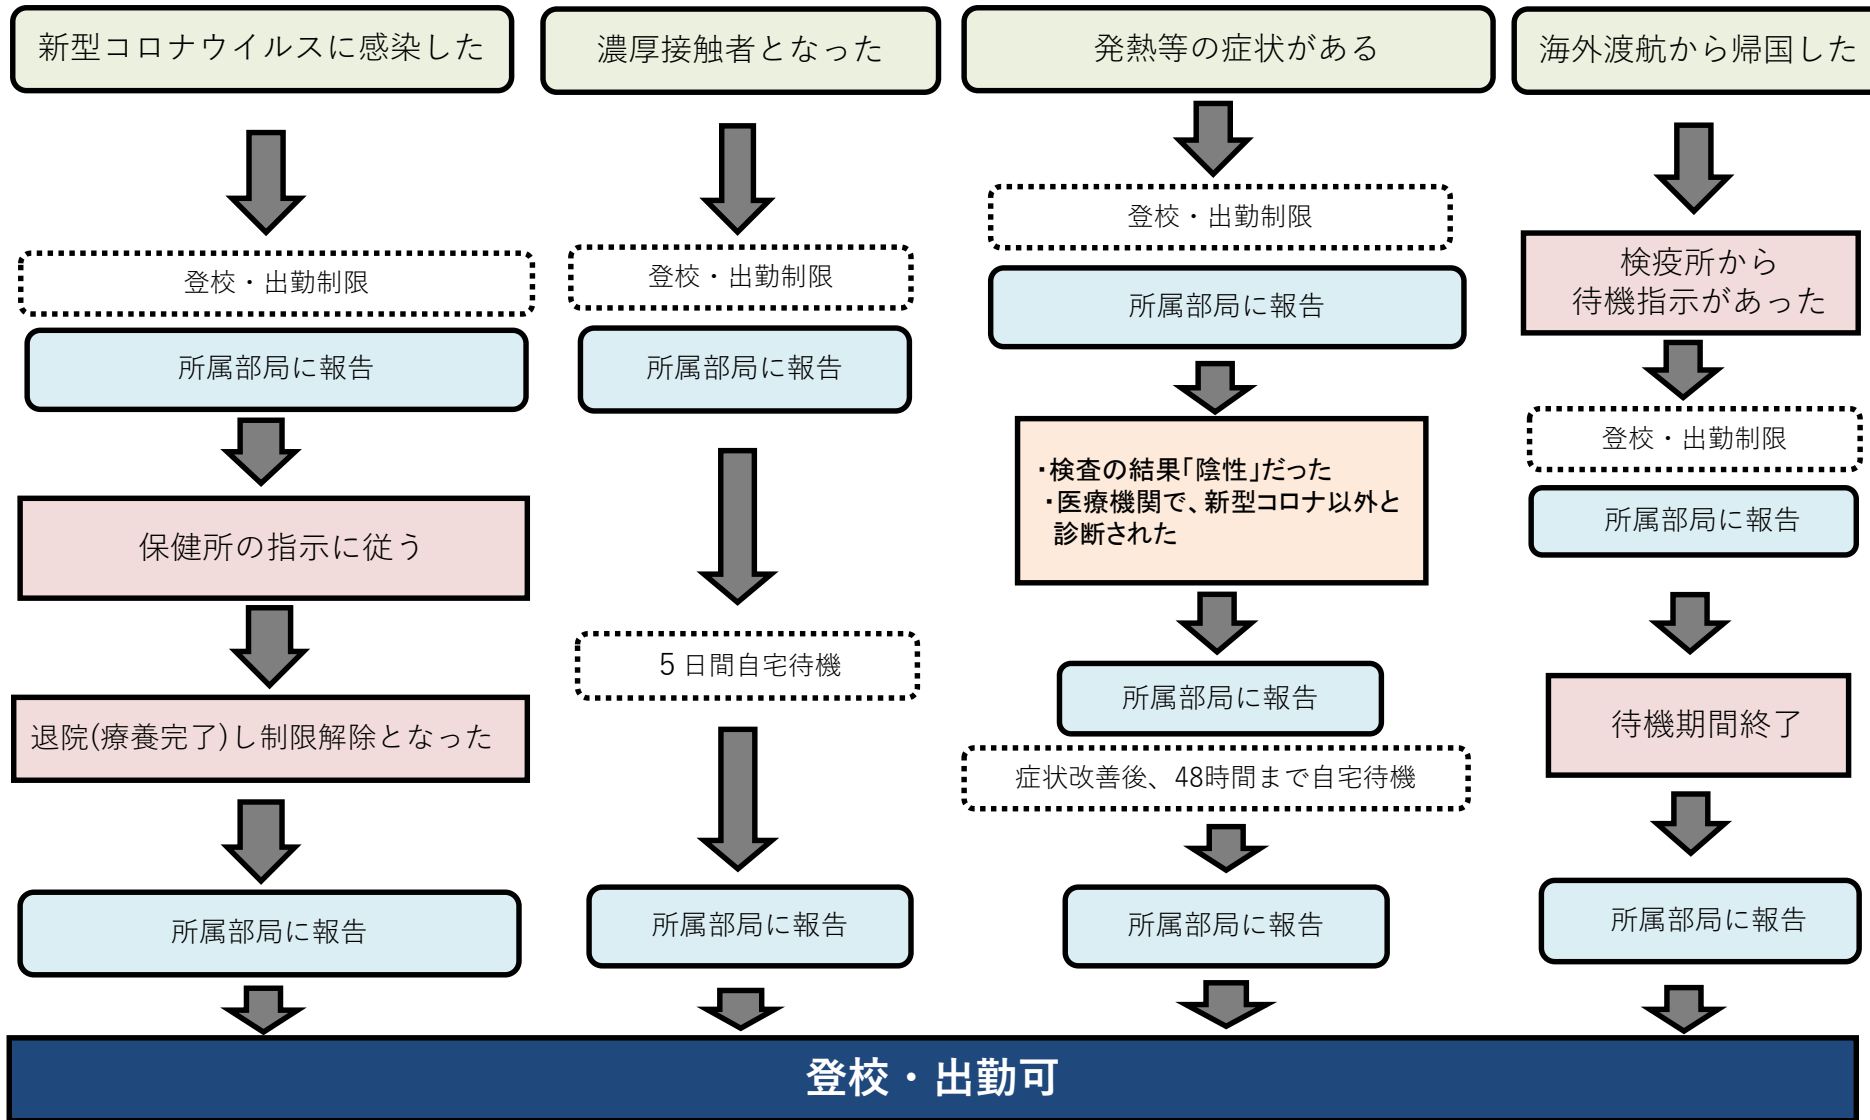 新型コロナウイルスに感染した
登校・出勤制限
所属部局に報告
保健所の指示に従う
退院(療養完了)し制限解除となった
所属部局に報告
濃厚接触者となった
登校・出勤制限
所属部局に報告
５日間自宅待機
所属部局に報告
発熱等の症状がある
登校・出勤制限
所属部局に報告
・検査の結果「陰性」だった
・医療機関で、新型コロナ以外と
診断された
所属部局に報告
症状改善後、48時間まで自宅待機
所属部局に報告
海外渡航から帰国した
検疫所から
待機指示があった
登校・出勤制限
所属部局に報告
待機期間終了
所属部局に報告
登校・出勤可